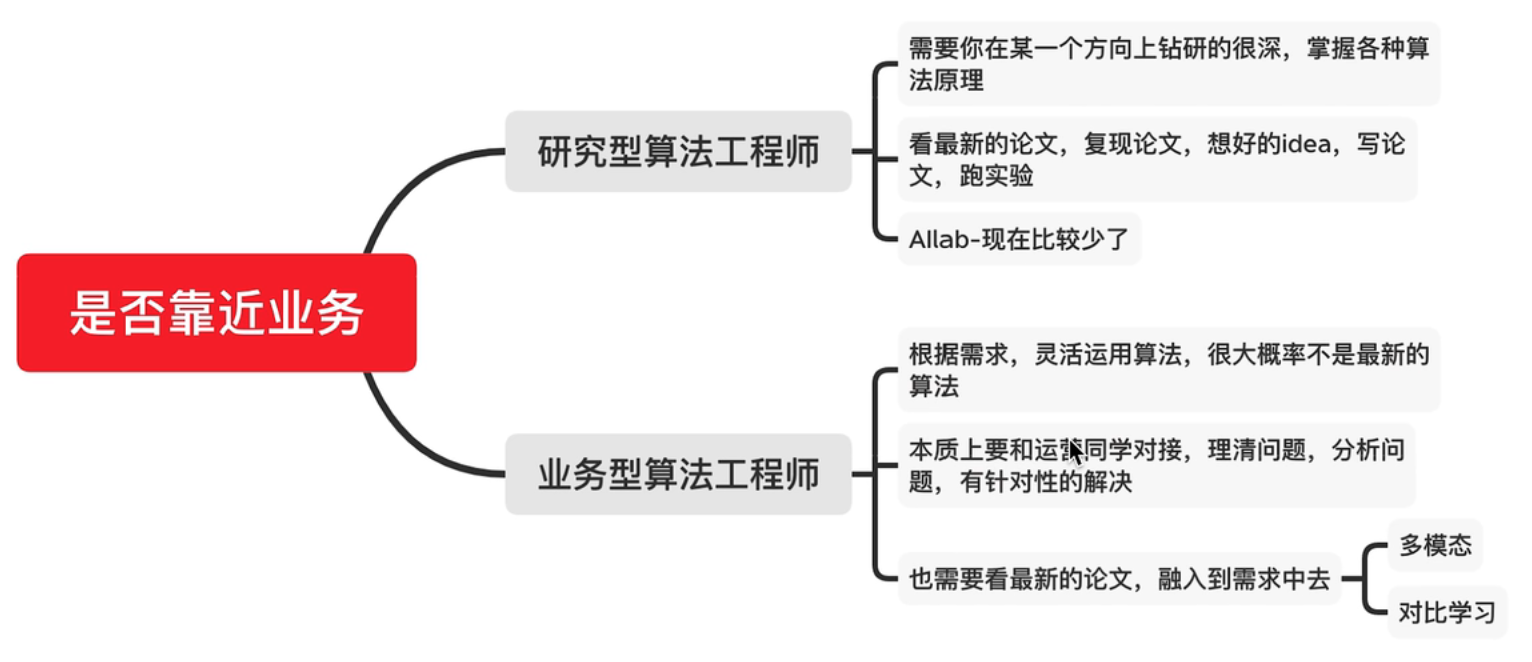 是否靠近业务
研究型算法工程师
需要你在某一个方向上钻研的很深，掌握各种算
法原理
看最新的论文，复现论文，想好的idea，写论
文，跑实验
AIlab-现在比较少了
业务型算法工程师
根据需求，灵活运用算法，很大概率不是最新的
算法
本质上要和运营同学对接，理清问题，分析问
题，有针对性的解决
也需要看最新的论文，融入到需求中去
多模态
对比学习